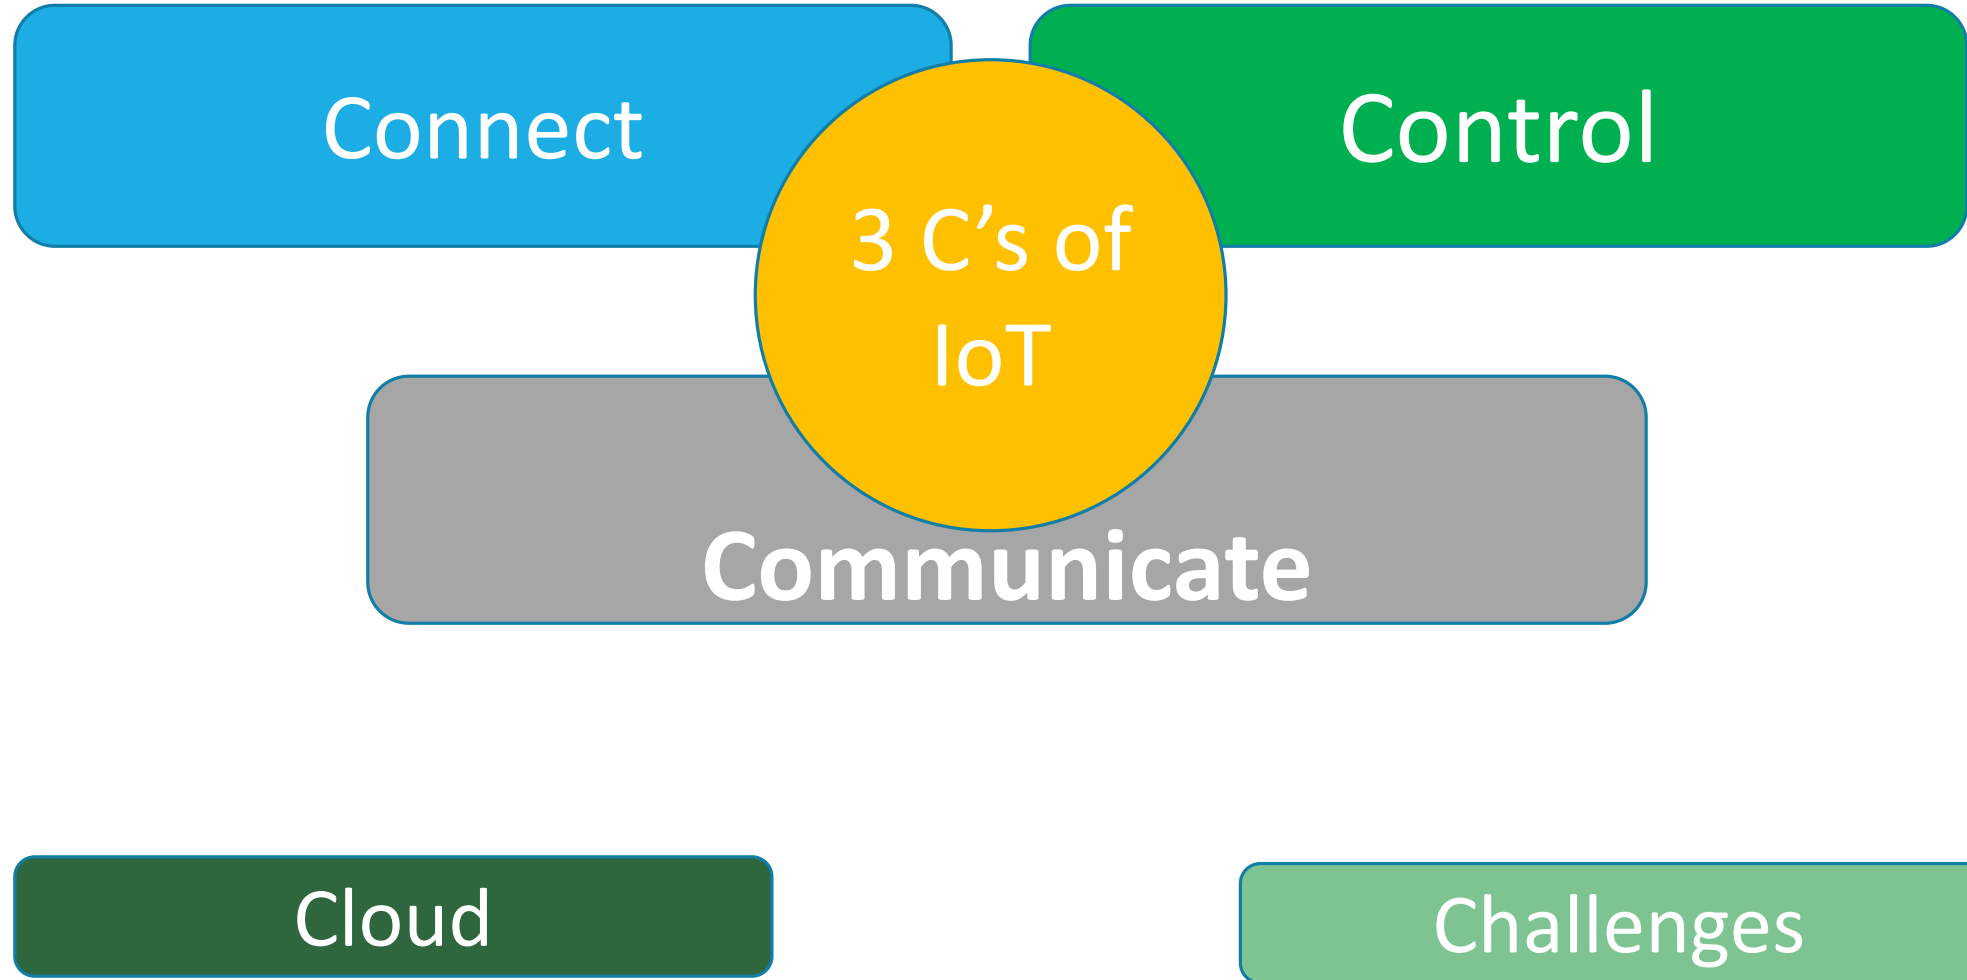 Connect
Control
3 C’s of
IoT
Communicate
Cloud
Challenges